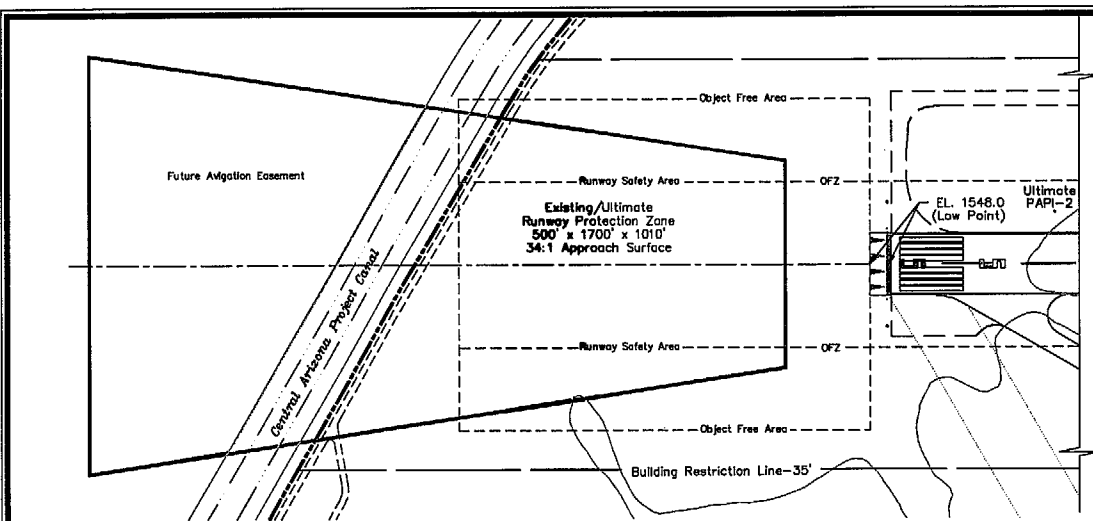 Object Free Area
Future Avigation Easement
Runway Safety Area
OFZ
Existing/Ultimate
Runway Protection Zone
500' x 1700' x 1010'
34:1 Approach Surface
EL. 1548.0
(Low Point)
Ultimate
PAPI-2
Central Arizona Project Canal
Runway Safety Area
OFZ
Object Free Area
Building Restriction Line-35'